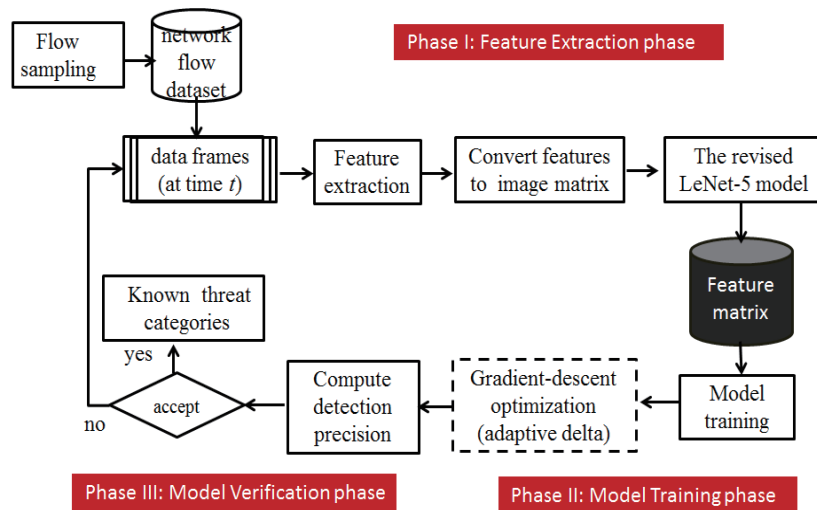 Flow
sampling
network
flow
dataset
Phase I: Feature Extraction phase
data frames
(at time t)
Feature
extraction
Convert features
to image matrix
The revised
LeNet-5 model
Feature
matrix
Known threat
categories
yes
accept
no
Compute
detection
precision
Gradient-descent
optimization
(adaptive delta)
Model
training
Phase III: Model Verification phase
Phase II: Model Training phase